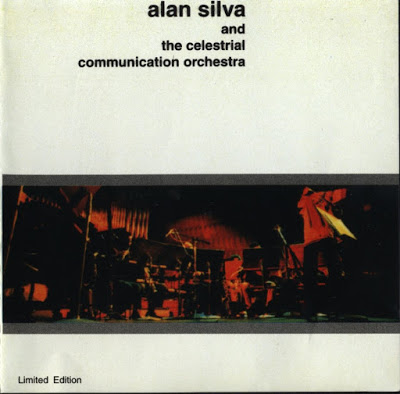 alan silva
and
the celestrial
communication orchestra
Limited Edition